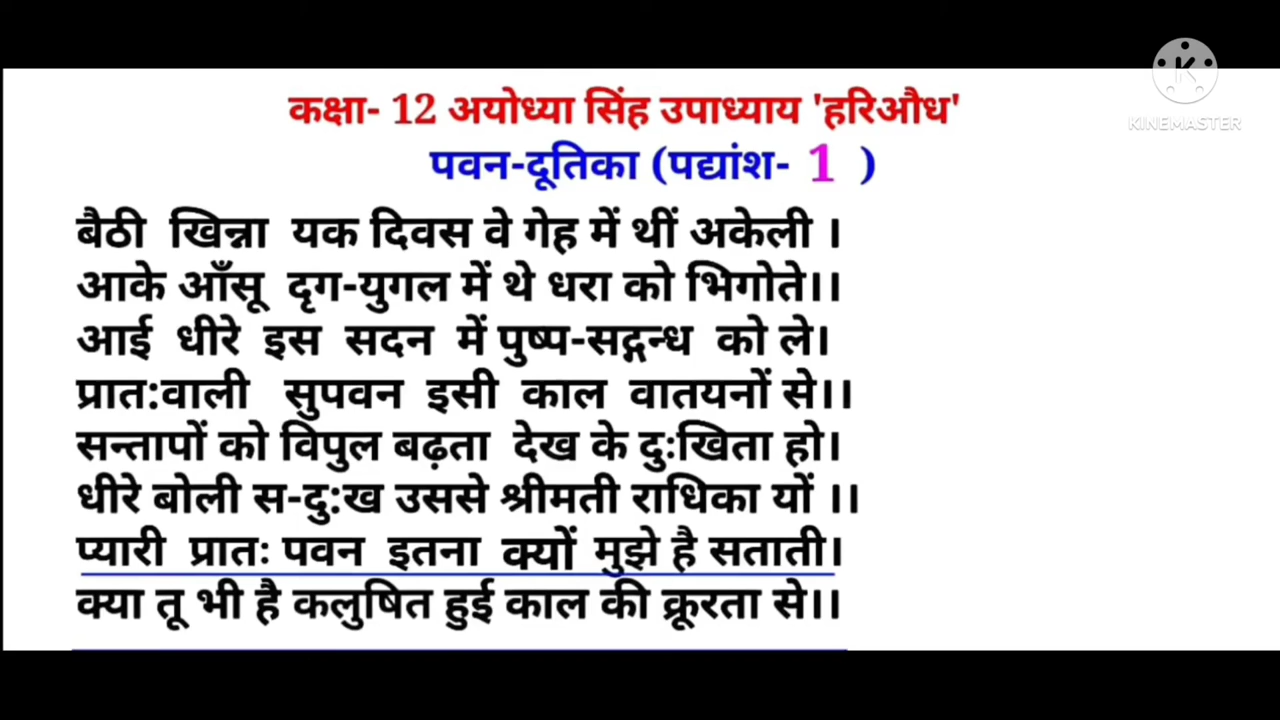 कक्षा- 12 अयोध्या सिंह उपाध्याय 'हरिऔध'
KINEMASTER
पवन-दूतिका (पद्यांश- 1 )
बैठी खिन्ना यक दिवस वे गेह में थीं अकेली ।
आके आँसू दृग-युगल में थे धरा को भिगोते।।
आई धीरे इस सदन में पुष्प-सद्गन्ध को ले।
प्रात:वाली सुपवन इसी काल वातयनों से।।
सन्तापों को विपुल बढ़ता देख के दुःखिता हो।
धीरे बोली स-दु:ख उससे श्रीमती राधिका यों ।।
प्यारी प्रातः पवन इतना क्यों मुझे है सताती।
क्या तू भी है कलुषित हुई काल की क्रूरता से।।